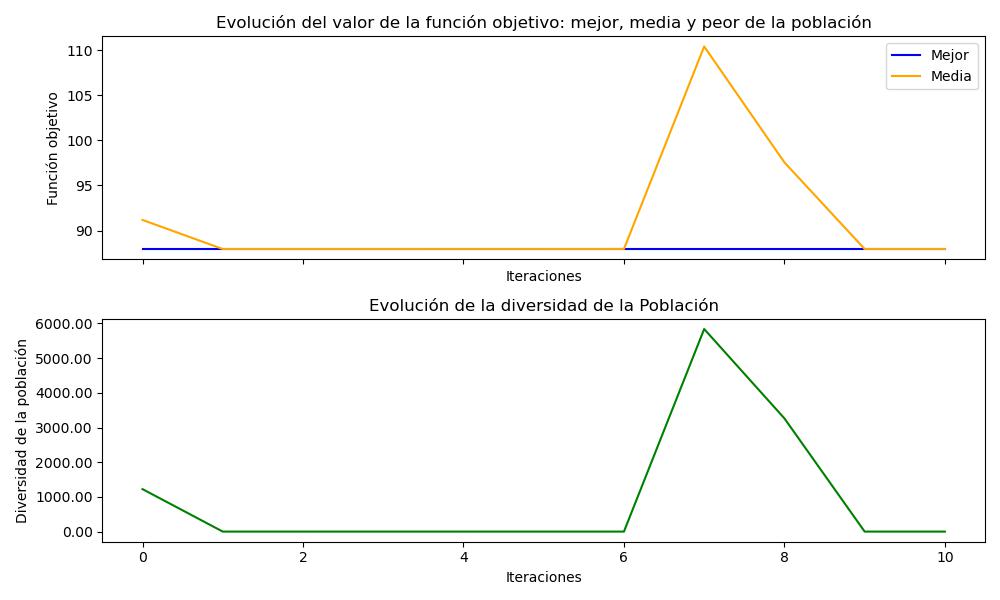 Evolución del valor de la función objetivo: mejor, media y peor de la población
110
105
100
95
90
Función objetivo
Mejor
Media
Iteraciones
Evolución de la diversidad de la Población
6000.00
5000.00
4000.00
3000.00
2000.00
1000.00
0.00
Diversidad de la población
0 2 4 6 8 10
Iteraciones